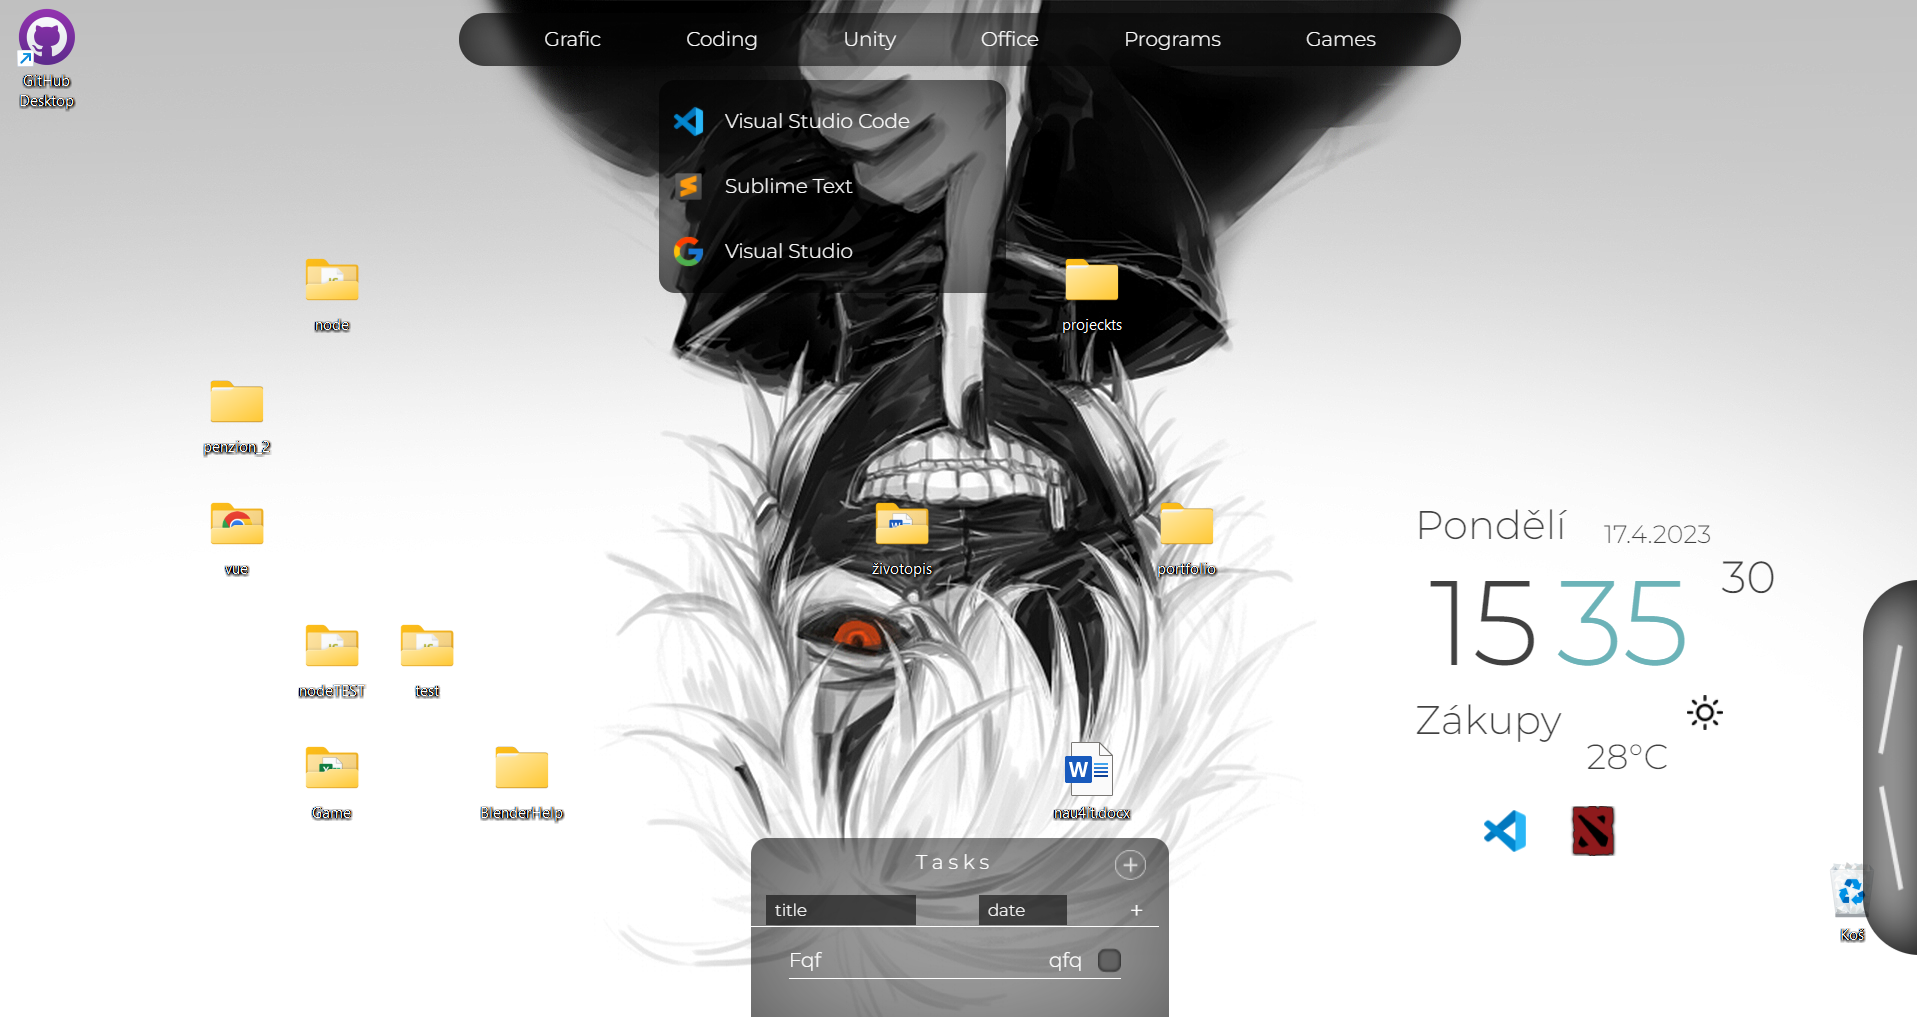 GitHub
Desktop
Grafic
Coding
Unity
Office
Programs
Games
Visual Studio Code
Sublime Text
Visual Studio
node
projeckts
penzion_2
vue
životopis
portfolio
Pondělí
17.4.2023
15 35 30
nodeTEST
test
Zákupy
28°C
Game
BlenderHelp
nau4it.docx
Tasks
+
title
date
+
Fqf
qfq
Koš